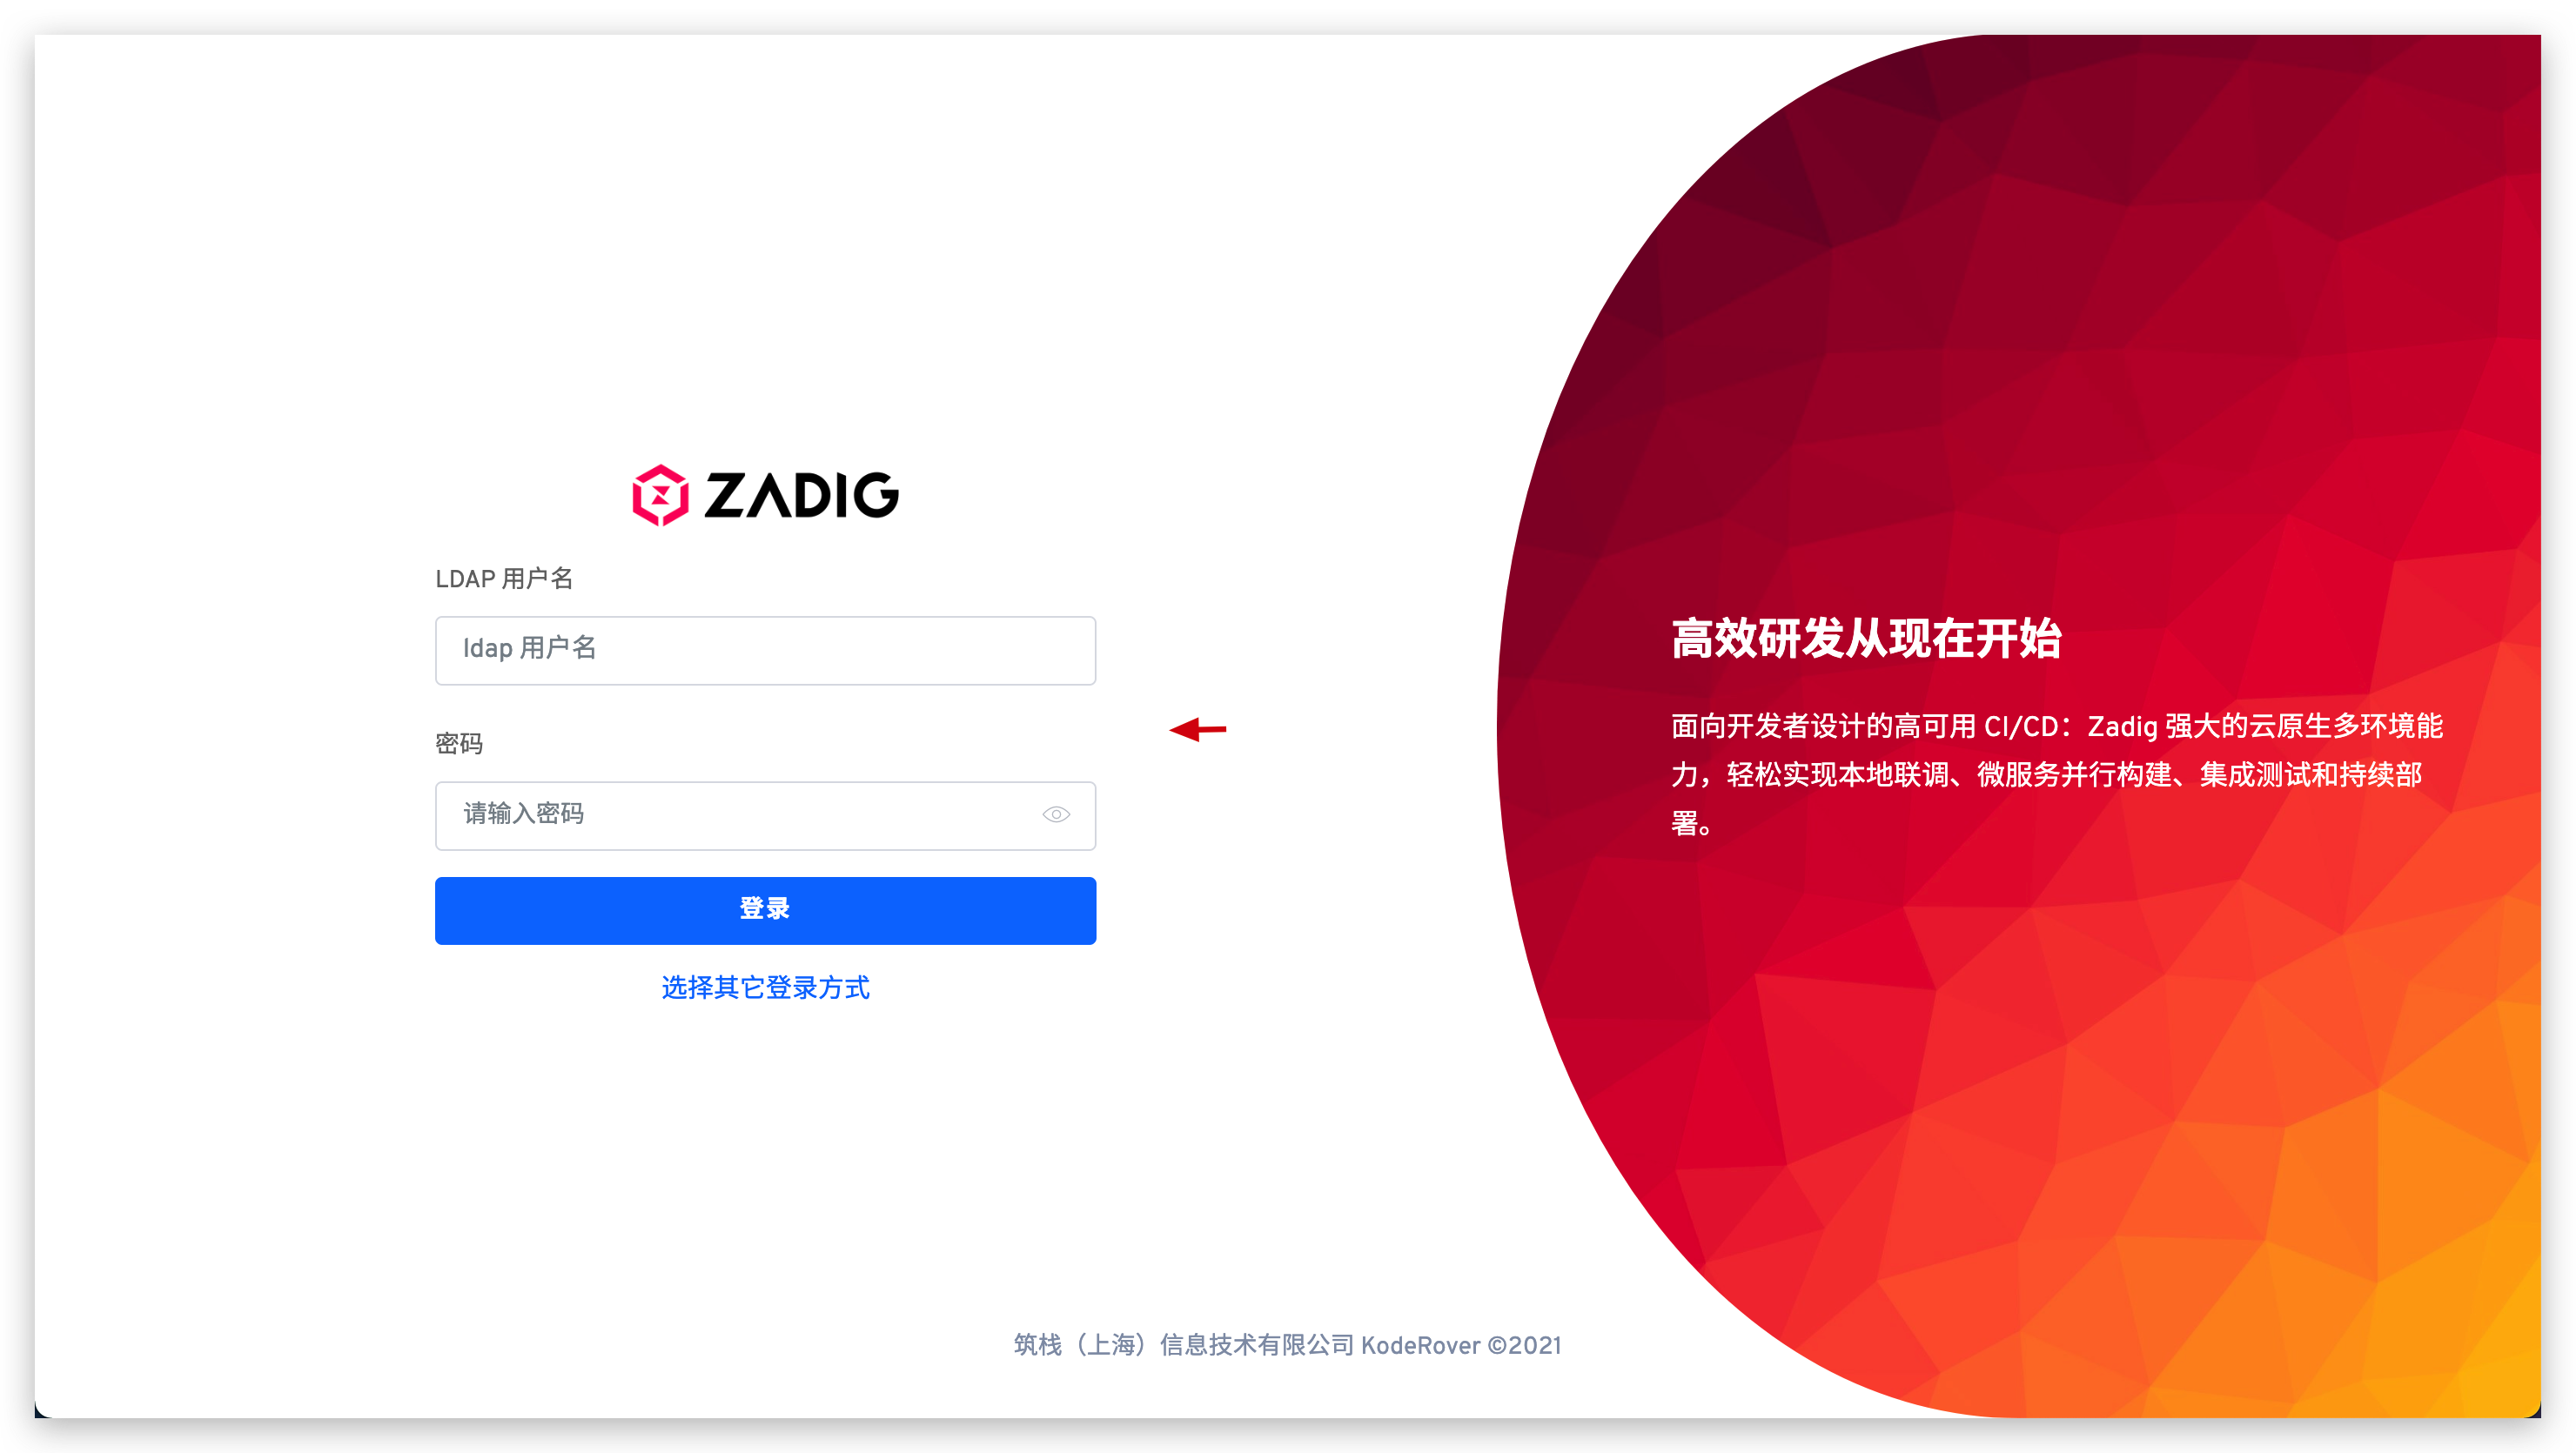 ZADIG
LDAP 用户名
ldap 用户名
密码
请输入密码
登录
选择其它登录方式
高效研发从现在开始
面向开发者设计的高可用 CI/CD：Zadig 强大的云原生多环境能
力，轻松实现本地联调、微服务并行构建、集成测试和持续部
署。
筑栈（上海）信息技术有限公司 KodeRover ©2021